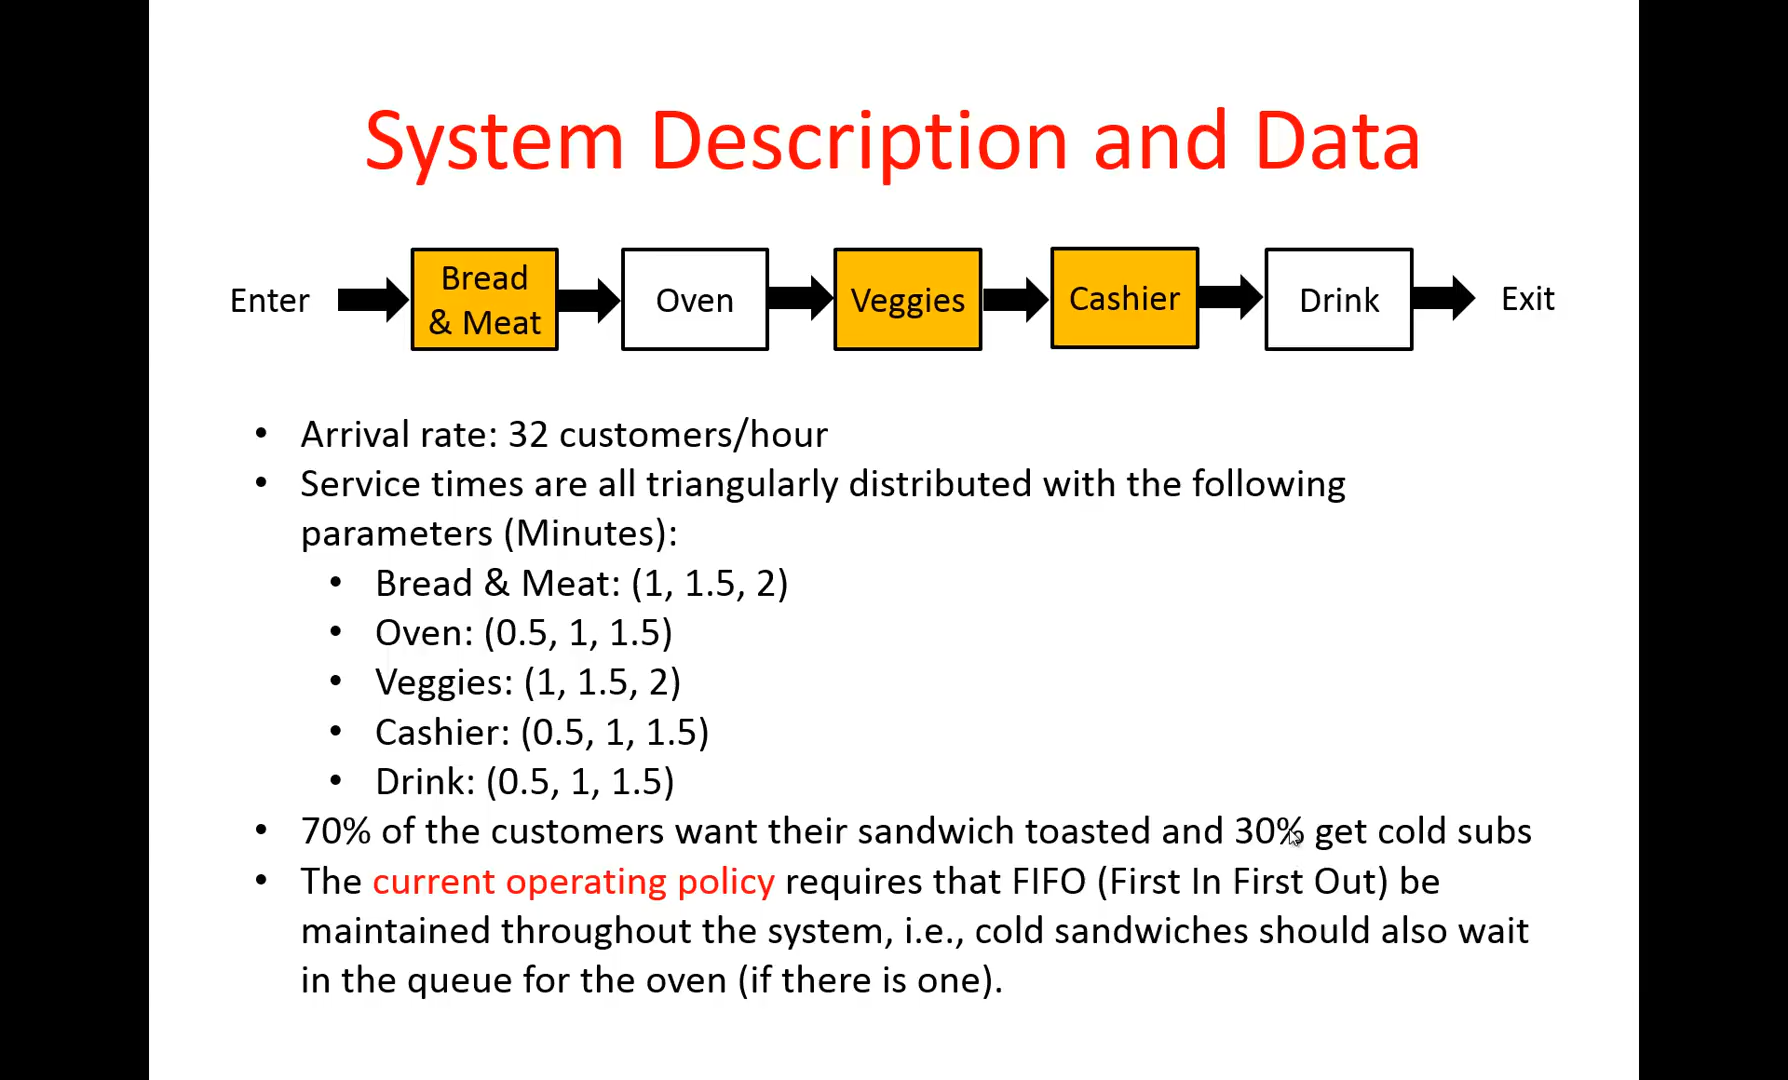 System Description and Data
Enter
Bread
& Meat
Oven
Veggies
Cashier
Drink
Exit
• Arrival rate: 32 customers/hour
• Service times are all triangularly distributed with the following
parameters (Minutes):
• Bread & Meat: (1, 1.5, 2)
• Oven: (0.5, 1, 1.5)
• Veggies: (1, 1.5, 2)
• Cashier: (0.5, 1, 1.5)
• Drink: (0.5, 1, 1.5)
• 70% of the customers want their sandwich toasted and 30% get cold subs
• The current operating policy requires that FIFO (First In First Out) be
maintained throughout the system, i.e., cold sandwiches should also wait
in the queue for the oven (if there is one).